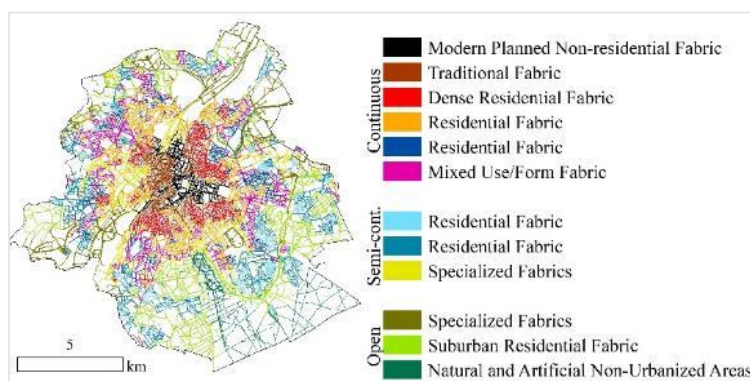 Continuous
Modern Planned Non-residential Fabric
Traditional Fabric
Dense Residential Fabric
Residential Fabric
Residential Fabric
Mixed Use/Form Fabric
Semi-cont.
Residential Fabric
Residential Fabric
Specialized Fabrics
Open
Specialized Fabrics
Suburban Residential Fabric
Natural and Artificial Non-Urbanized Areas
5
km